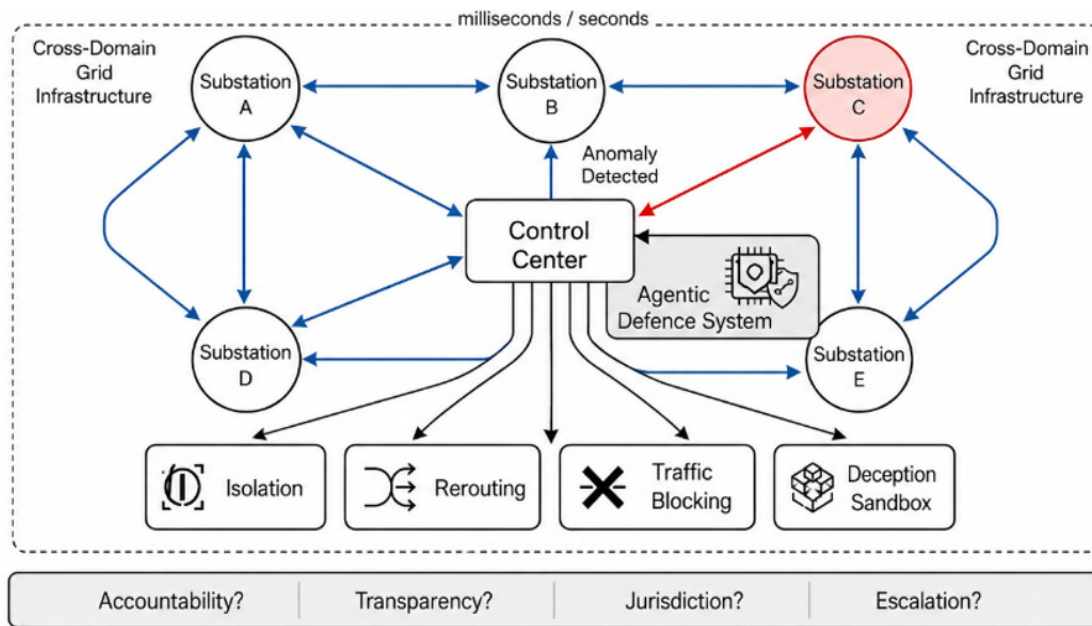 milliseconds / seconds
Cross-Domain
Grid
Infrastructure
Substation
A
Substation
B
Substation
C
Cross-Domain
Grid
Infrastructure
Anomaly
Detected
Control
Center
Agentic
Defence System
Substation
D
Substation
E
Isolation
Rerouting
Traffic
Blocking
Deception
Sandbox
Accountability?
Transparency?
Jurisdiction?
Escalation?